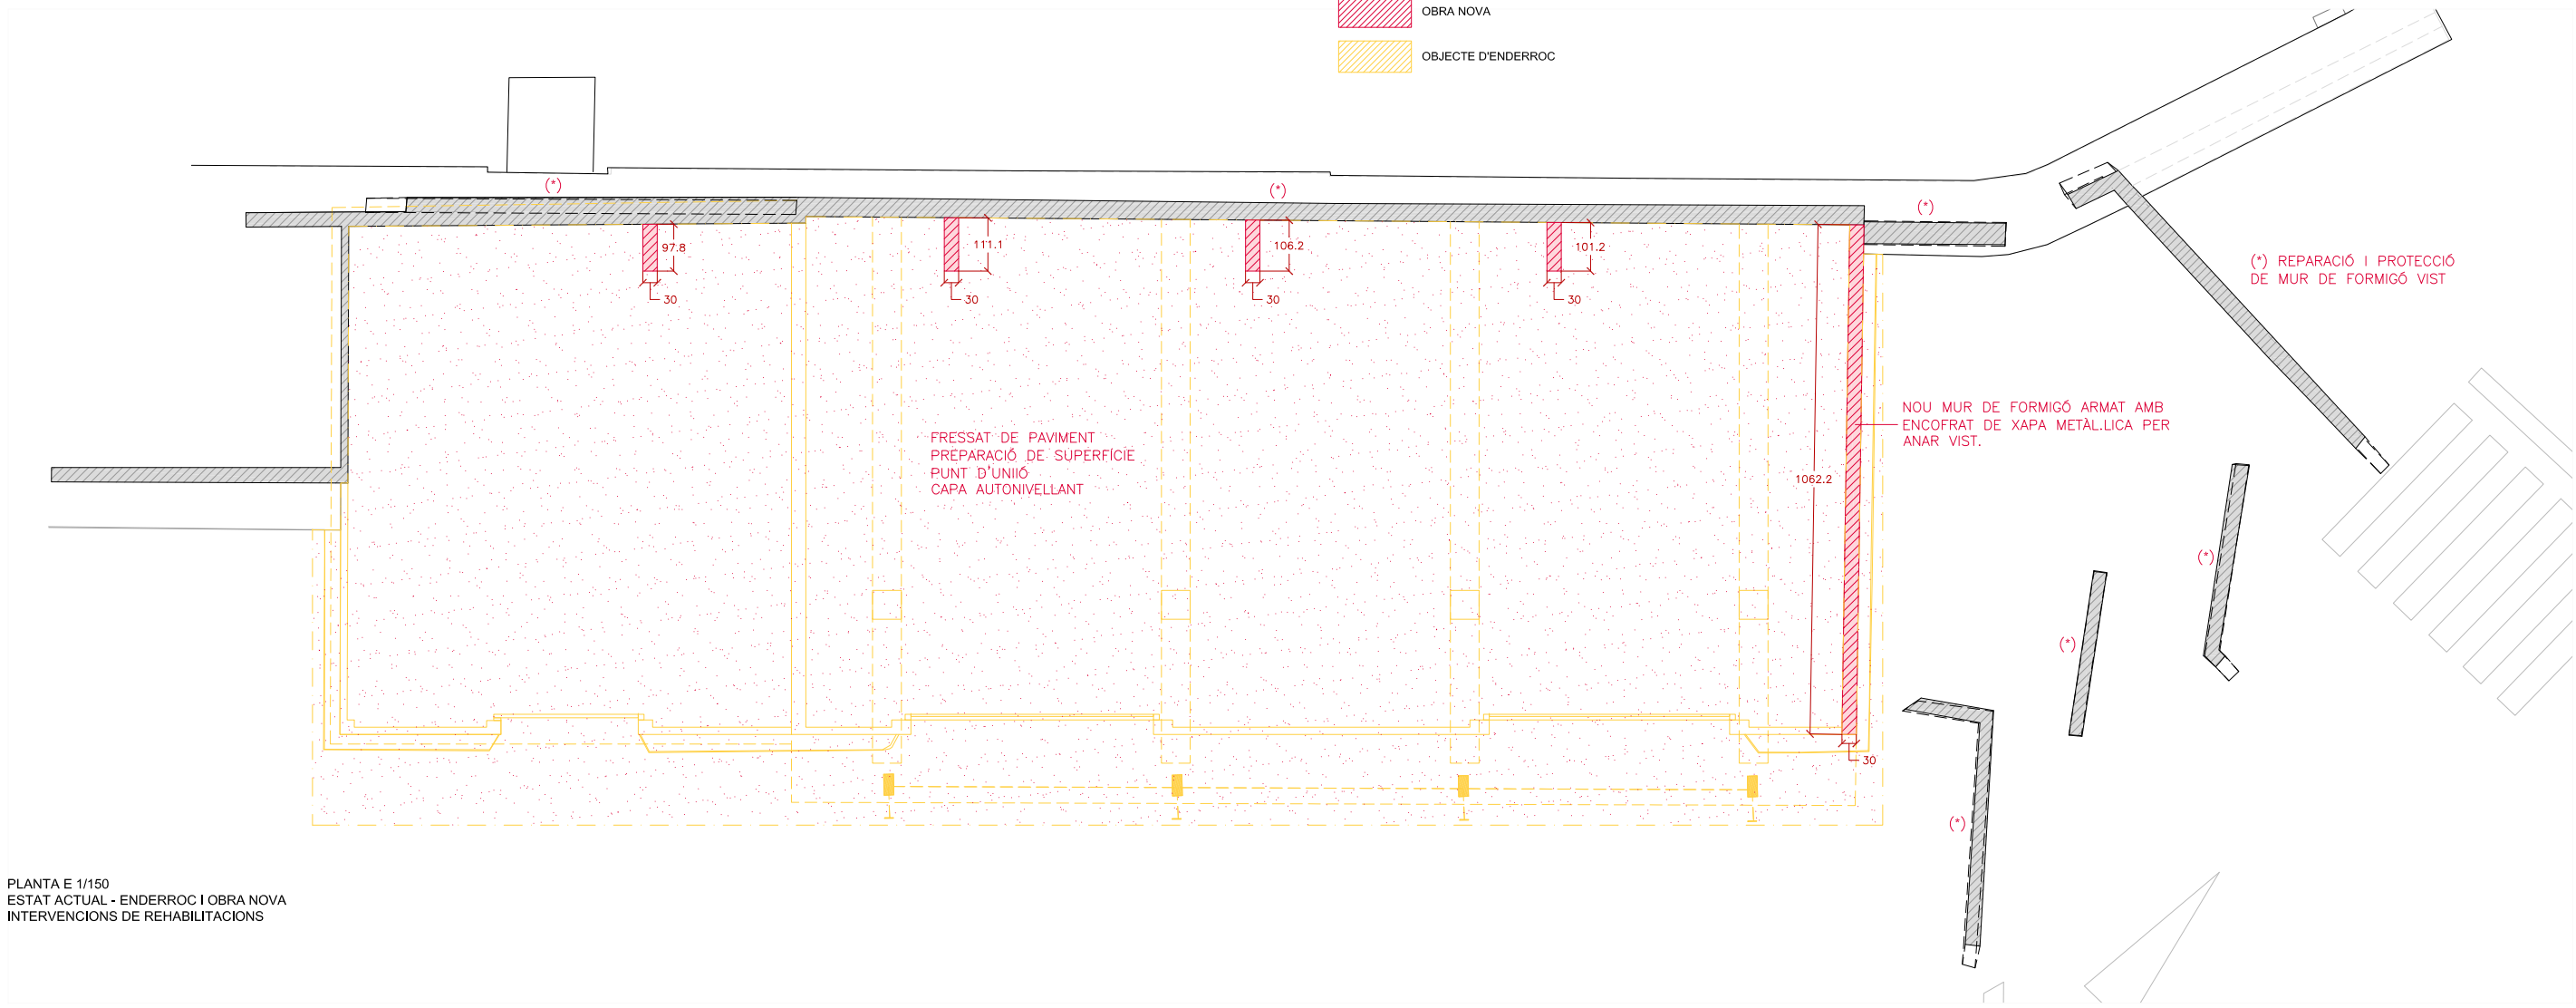 OBRA NOVA
OBJECTE D'ENDERROC
(*)
(*)
(*)
97.8
111.1
106.2
101.2
30
30
30
30
(*) REPARACIÓ I PROTECCIÓ
DE MUR DE FORMIGÓ VIST
NOU MUR DE FORMIGÓ ARMAT AMB
ENCOFRAT DE XAPA METÀL.LICA PER
ANAR VIST.
FRESSAT DE PAVIMENT
PREPARACIÓ DE SUPERFÍCIE
PUNT D'UNIIÓ
CAPA AUTONIVELLANT
1062.2
(*)
(*)
30
(*)
PLANTA E 1/150
ESTAT ACTUAL - ENDERROC I OBRA NOVA
INTERVENCIONS DE REHABILITACIONS